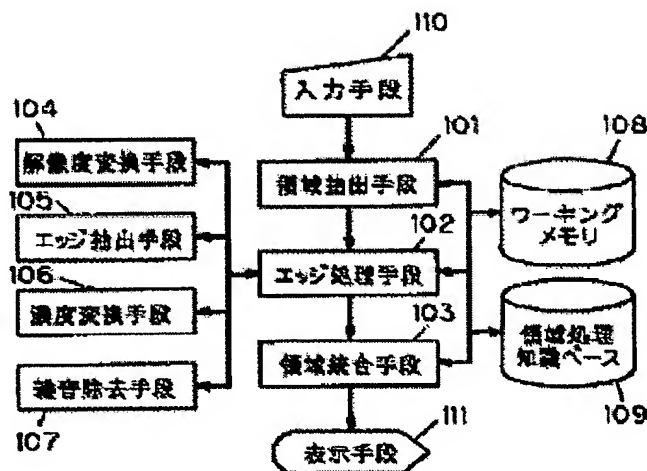 110
入力手段
104
解像度変換手段
101
領域抽出手段
108
ワーキング
メモリ
105
エッジ抽出手段
102
エッジ処理手段
106
濃度変換手段
103
領域統合手段
領域処理
知識ベース
109
雑音除去手段
107
111
表示手段